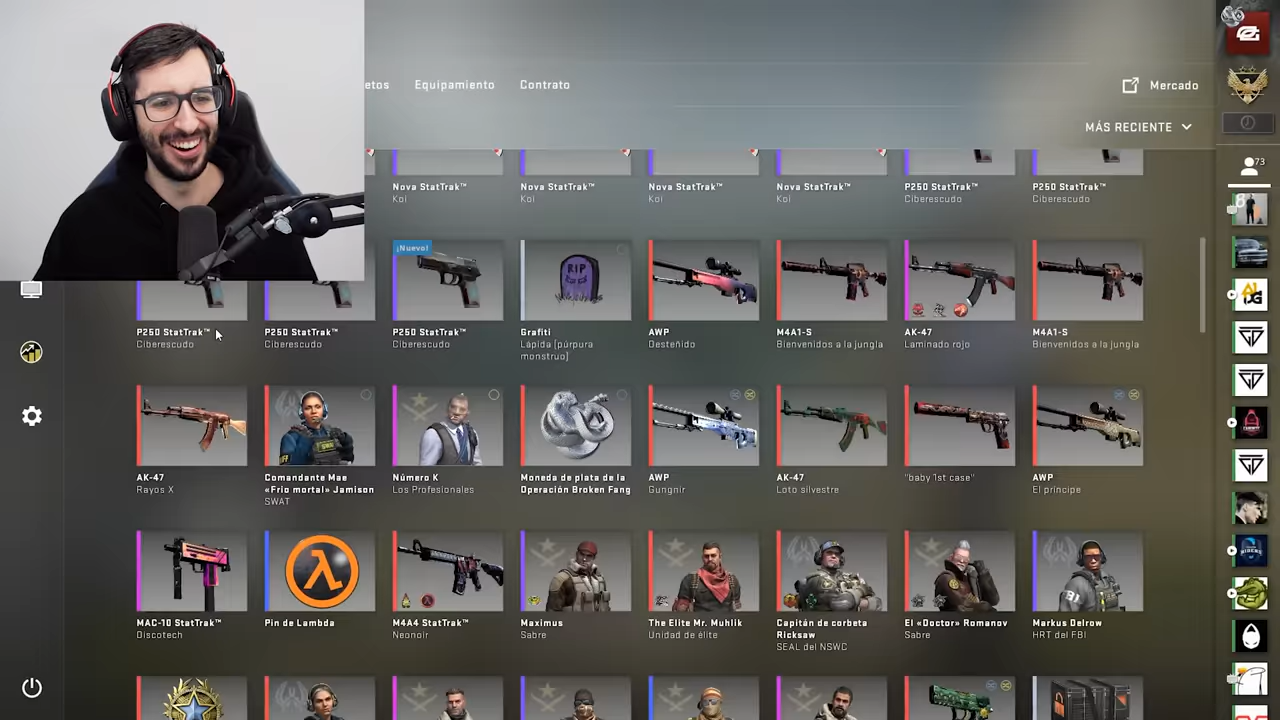 etos
Equipamiento
Contrato
Mercado
MÁS RECIENTE
73
Nova StatTrak™
Koi
Nova StatTrak™
Koi
Nova StatTrak™
Koi
Nova StatTrak™
Koi
P250 StatTrak™
Ciberescudo
P250 StatTrak™
Ciberescudo
P250 StatTrak™
Ciberescudo
P250 StatTrak™
Ciberescudo
¡Nuevo!
P250 StatTrak™
Ciberescudo
RIP
Grafiti
Lápida [púrpura
monstruo]
AWP
Desteñido
M4A1-S
Bienvenidos a la jungla
AK-47
Laminado rojo
M4A1-S
Bienvenidos a la jungla
AK-47
Rayos X
Comandante Mae
«Frío mortal» Jamison
SWAT
Número K
Los Profesionales
Moneda de plata de la
Operación Broken Fang
AWP
Gungnir
AK-47
Loto silvestre
"baby 1st case"
AWP
El príncipe
MAC-10 StatTrak™
Discotech
Pin de Lambda
M4A4 StatTrak™
Neonoir
Maximus
Sabre
The Elite Mr. Muhlik
Unidad de élite
Capitán de corbeta
Ricksaw
SEAL del NSWC
El «Doctor» Romanov
Sabre
Markus Delrow
HRT del FBI